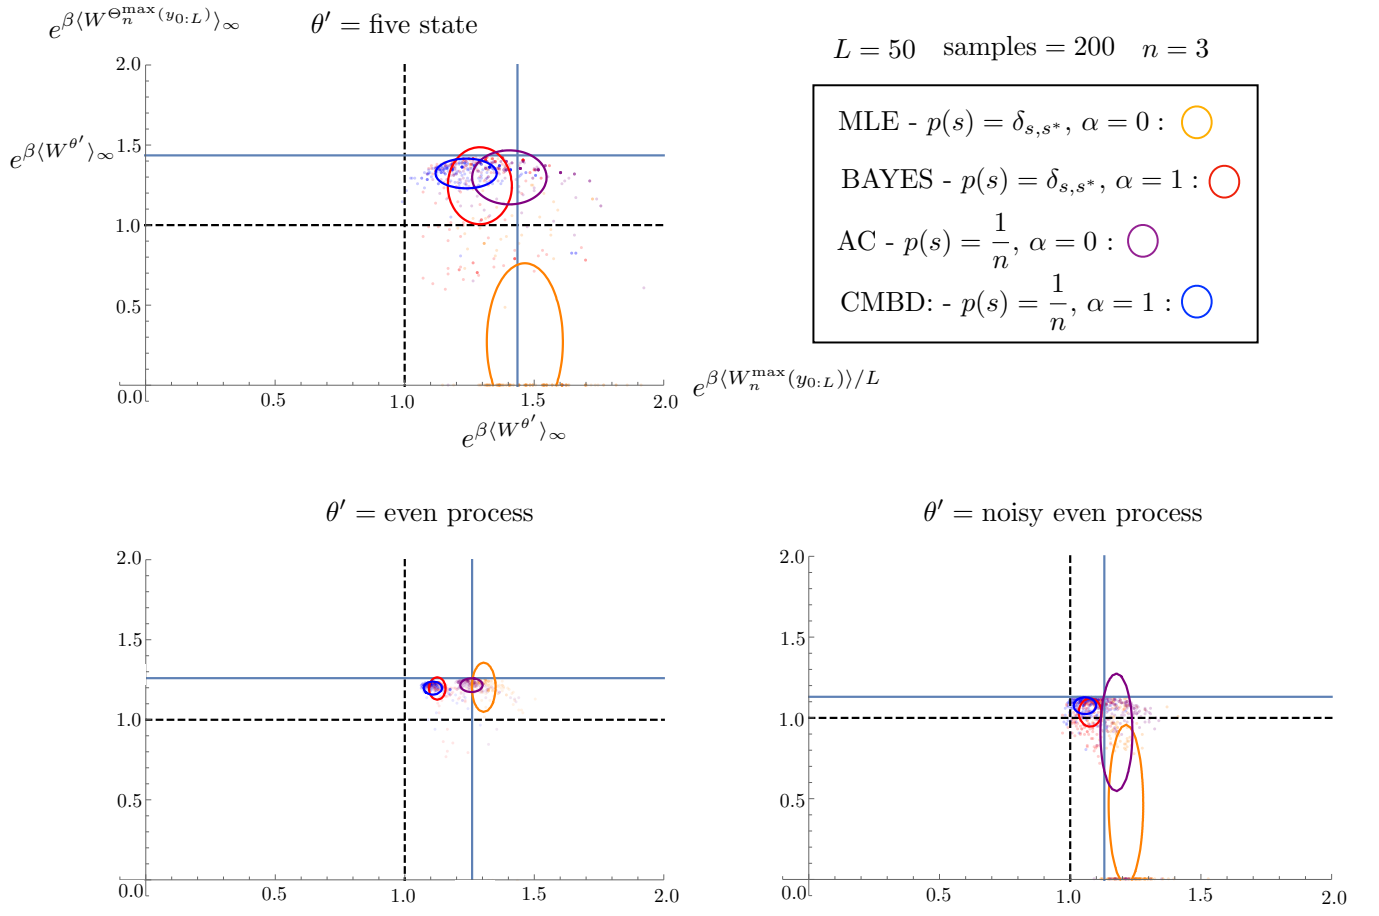 e^{β⟨W^{Θ_n^{max}(y_{0:L})}⟩_∞}
θ′ = five state
L = 50 samples = 200 n = 3
2.0
1.5
e^{β⟨W^{θ′}⟩_∞}
1.0
0.5
0.0 0.5 1.0 1.5 2.0
e^{β⟨W_n^{max}(y_{0:L})⟩/L}
e^{β⟨W^{θ′}⟩_∞}
MLE - p(s) = δ_{s,s*}, α = 0 :
BAYES - p(s) = δ_{s,s*}, α = 1 :
AC - p(s) = 1/n, α = 0 :
CMBD: - p(s) = 1/n, α = 1 :
θ′ = even process
2.0
1.5
1.0
0.5
0.0 0.5 1.0 1.5 2.0
θ′ = noisy even process
2.0
1.5
1.0
0.5
0.0 0.5 1.0 1.5 2.0